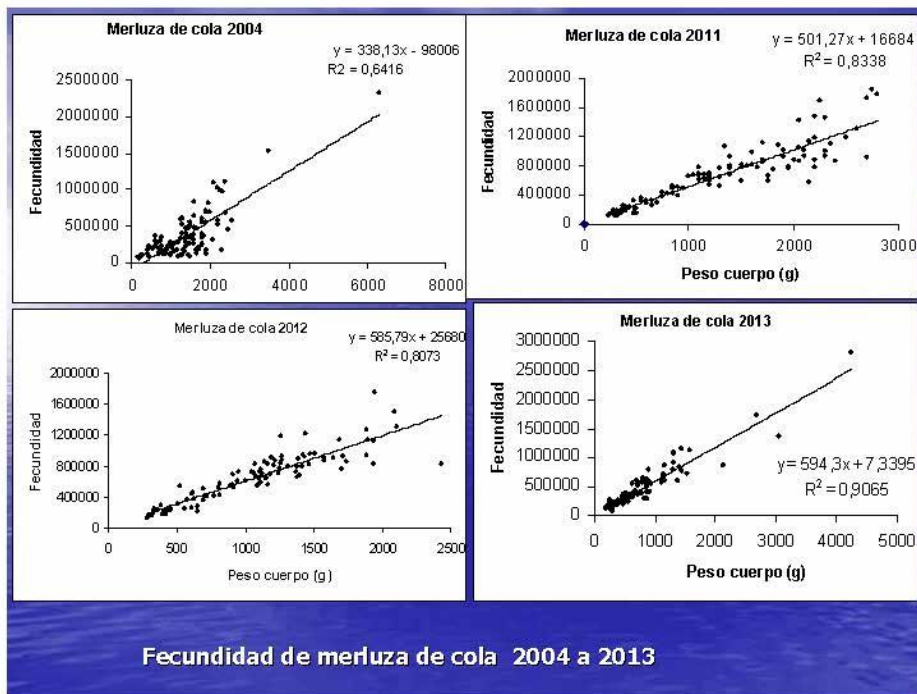 Merluza de cola 2004
y = 338,13x - 98006
R2 = 0,6416
Fecundidad
2500000
2000000
1500000
1000000
500000
0
0 2000 4000 6000 8000
Merluza de cola 2011
y = 501,27x + 16684
R² = 0,8338
Fecundidad
2000000
1600000
1200000
800000
400000
0
0 1000 2000 3000
Peso cuerpo (g)
Merluza de cola 2012
y = 585,79x + 25680
R² = 0,8073
Fecundidad
2000000
1600000
1200000
800000
400000
0
0 500 1000 1500 2000 2500
Peso cuerpo (g)
Merluza de cola 2013
y = 594,3x + 7,3395
R² = 0,9065
Fecundidad
3000000
2500000
2000000
1500000
1000000
500000
0
0 1000 2000 3000 4000 5000
Peso cuerpo (g)
Fecundidad de merluza de cola 2004 a 2013